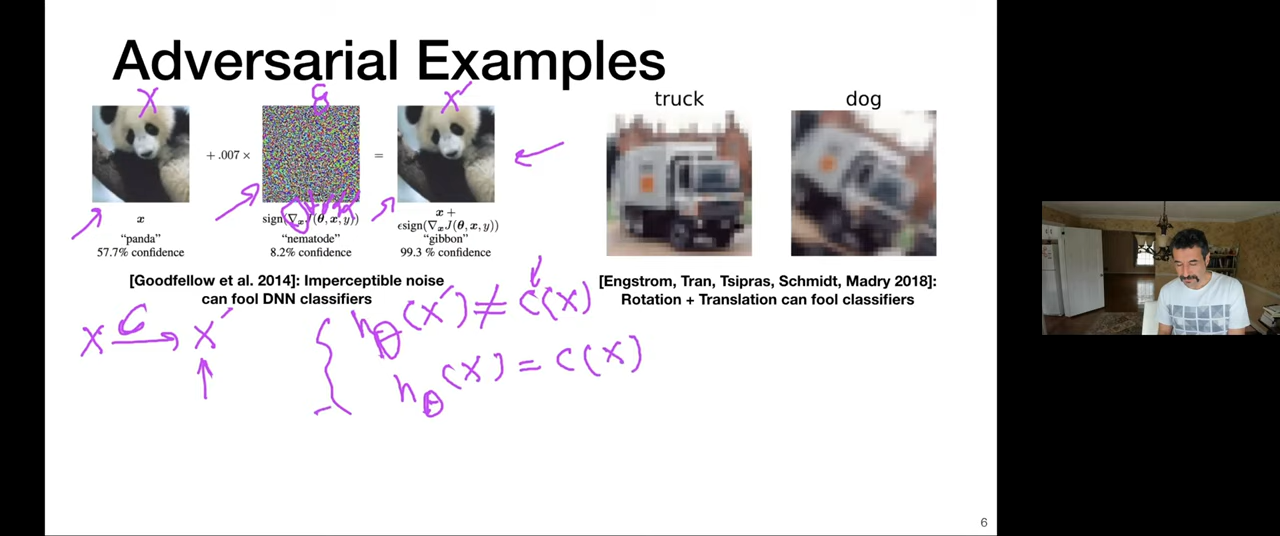 Adversarial Examples
X
δ
X'
+ .007 ×
=
x
"panda"
57.7% confidence
sign(∇ₓJ(θ, x, y))
"nematode"
8.2% confidence
x +
ϵsign(∇ₓJ(θ, x, y))
"gibbon"
99.3 % confidence
[Goodfellow et al. 2014]: Imperceptible noise
can fool DNN classifiers
truck
dog
[Engstrom, Tran, Tsipras, Schmidt, Madry 2018]:
Rotation + Translation can fool classifiers
X → X'
h_θ(X') ≠ C(X)
h_θ(X) = C(X)
6